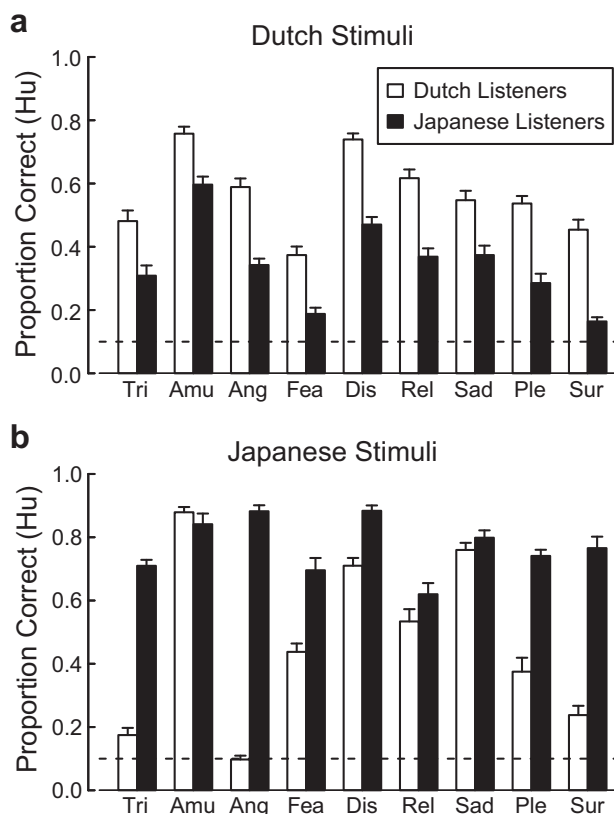 a
Dutch Stimuli
Proportion Correct (Hu)
1.0
0.8
0.6
0.4
0.2
0.0
Dutch Listeners
Japanese Listeners
Tri Amu Ang Fea Dis Rel Sad Ple Sur
b
Japanese Stimuli
Proportion Correct (Hu)
1.0
0.8
0.6
0.4
0.2
0.0
Tri Amu Ang Fea Dis Rel Sad Ple Sur